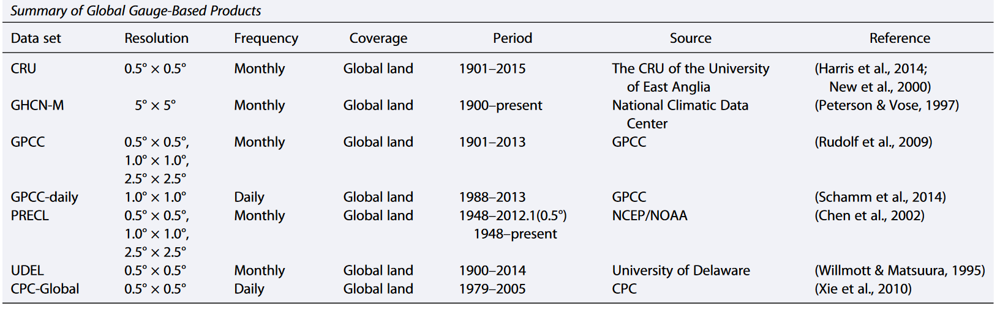 Summary of Global Gauge-Based Products
Data set Resolution Frequency Coverage Period Source Reference
CRU 0.5° × 0.5° Monthly Global land 1901–2015 The CRU of the University (Harris et al., 2014;
of East Anglia New et al., 2000)
GHCN-M 5° × 5° Monthly Global land 1900–present National Climatic Data (Peterson & Vose, 1997)
Center
GPCC 0.5° × 0.5°, Monthly Global land 1901–2013 GPCC (Rudolf et al., 2009)
1.0° × 1.0°,
2.5° × 2.5°
GPCC-daily 1.0° × 1.0° Daily Global land 1988–2013 GPCC (Schamm et al., 2014)
PRECL 0.5° × 0.5°, Monthly Global land 1948–2012.1(0.5°) NCEP/NOAA (Chen et al., 2002)
1.0° × 1.0°, 1948–present
2.5° × 2.5°
UDEL 0.5° × 0.5° Monthly Global land 1900–2014 University of Delaware (Willmott & Matsuura, 1995)
CPC-Global 0.5° × 0.5° Daily Global land 1979–2005 CPC (Xie et al., 2010)